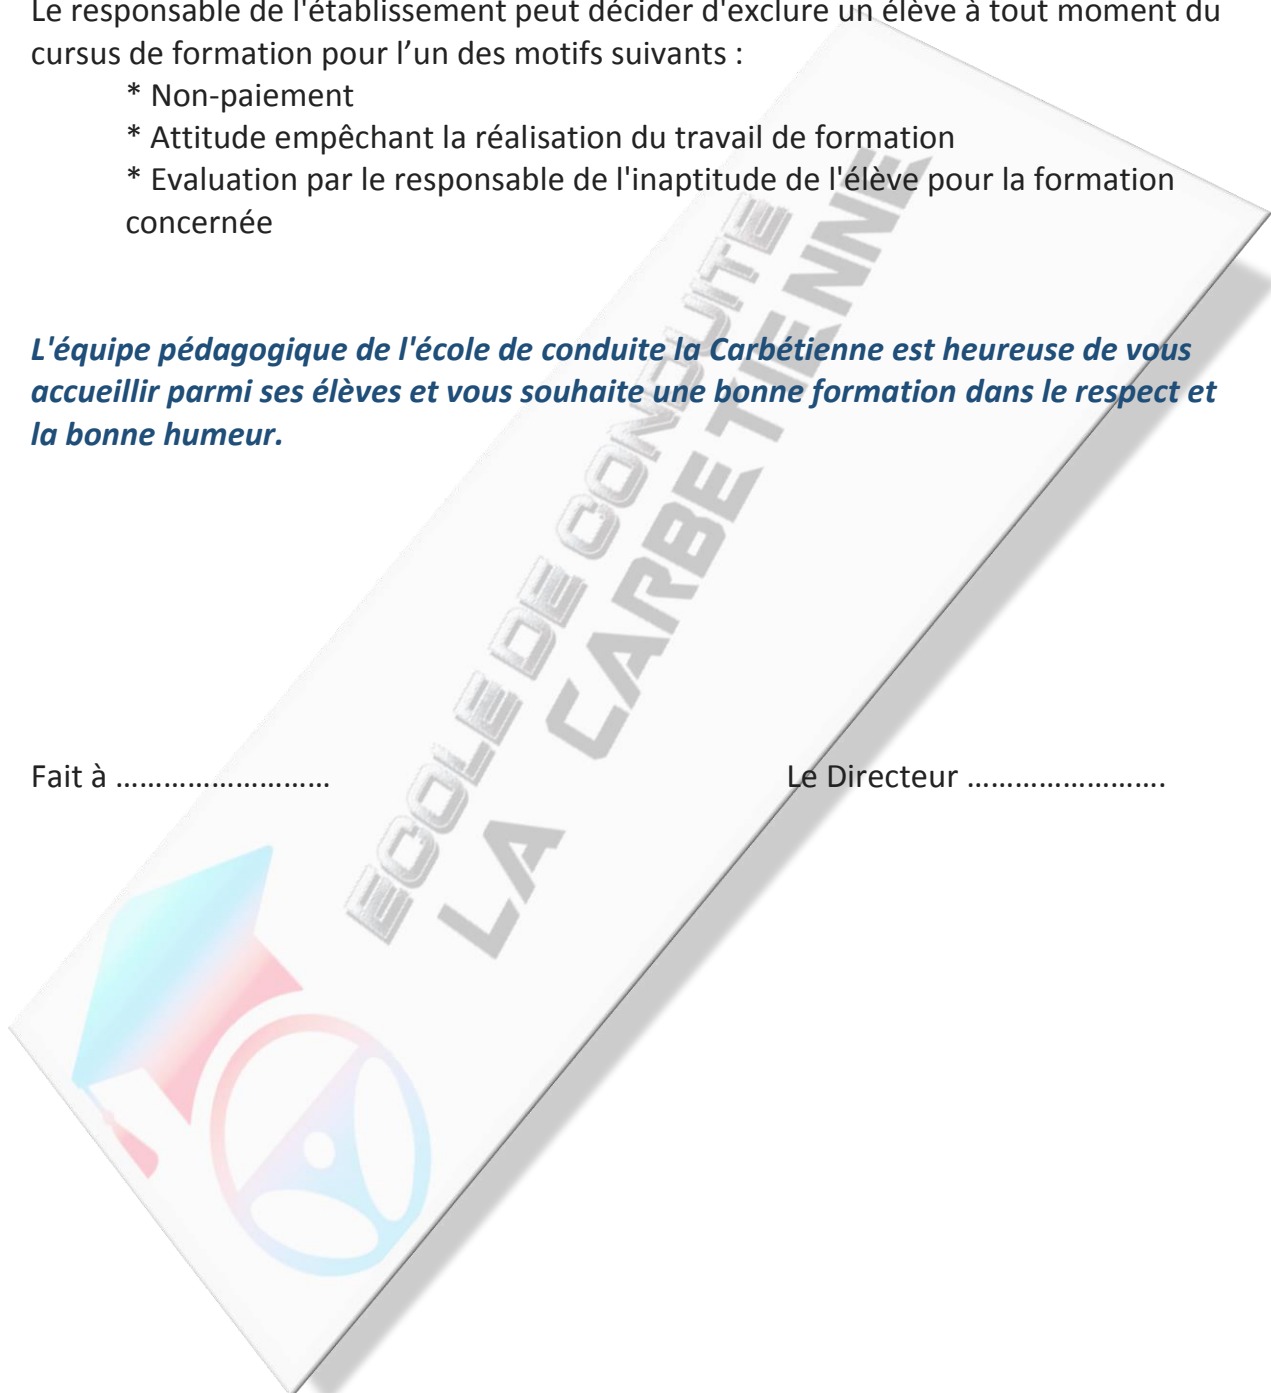 Le responsable de l'établissement peut décider d'exclure un élève à tout moment du
cursus de formation pour l’un des motifs suivants :
* Non-paiement
* Attitude empêchant la réalisation du travail de formation
* Evaluation par le responsable de l'inaptitude de l'élève pour la formation
concernée
L'équipe pédagogique de l'école de conduite la Carbétienne est heureuse de vous
accueillir parmi ses élèves et vous souhaite une bonne formation dans le respect et
la bonne humeur.
Fait à ……………………… Le Directeur …………………….
ECOLE DE CONDUITE
LA CARBETIENNE